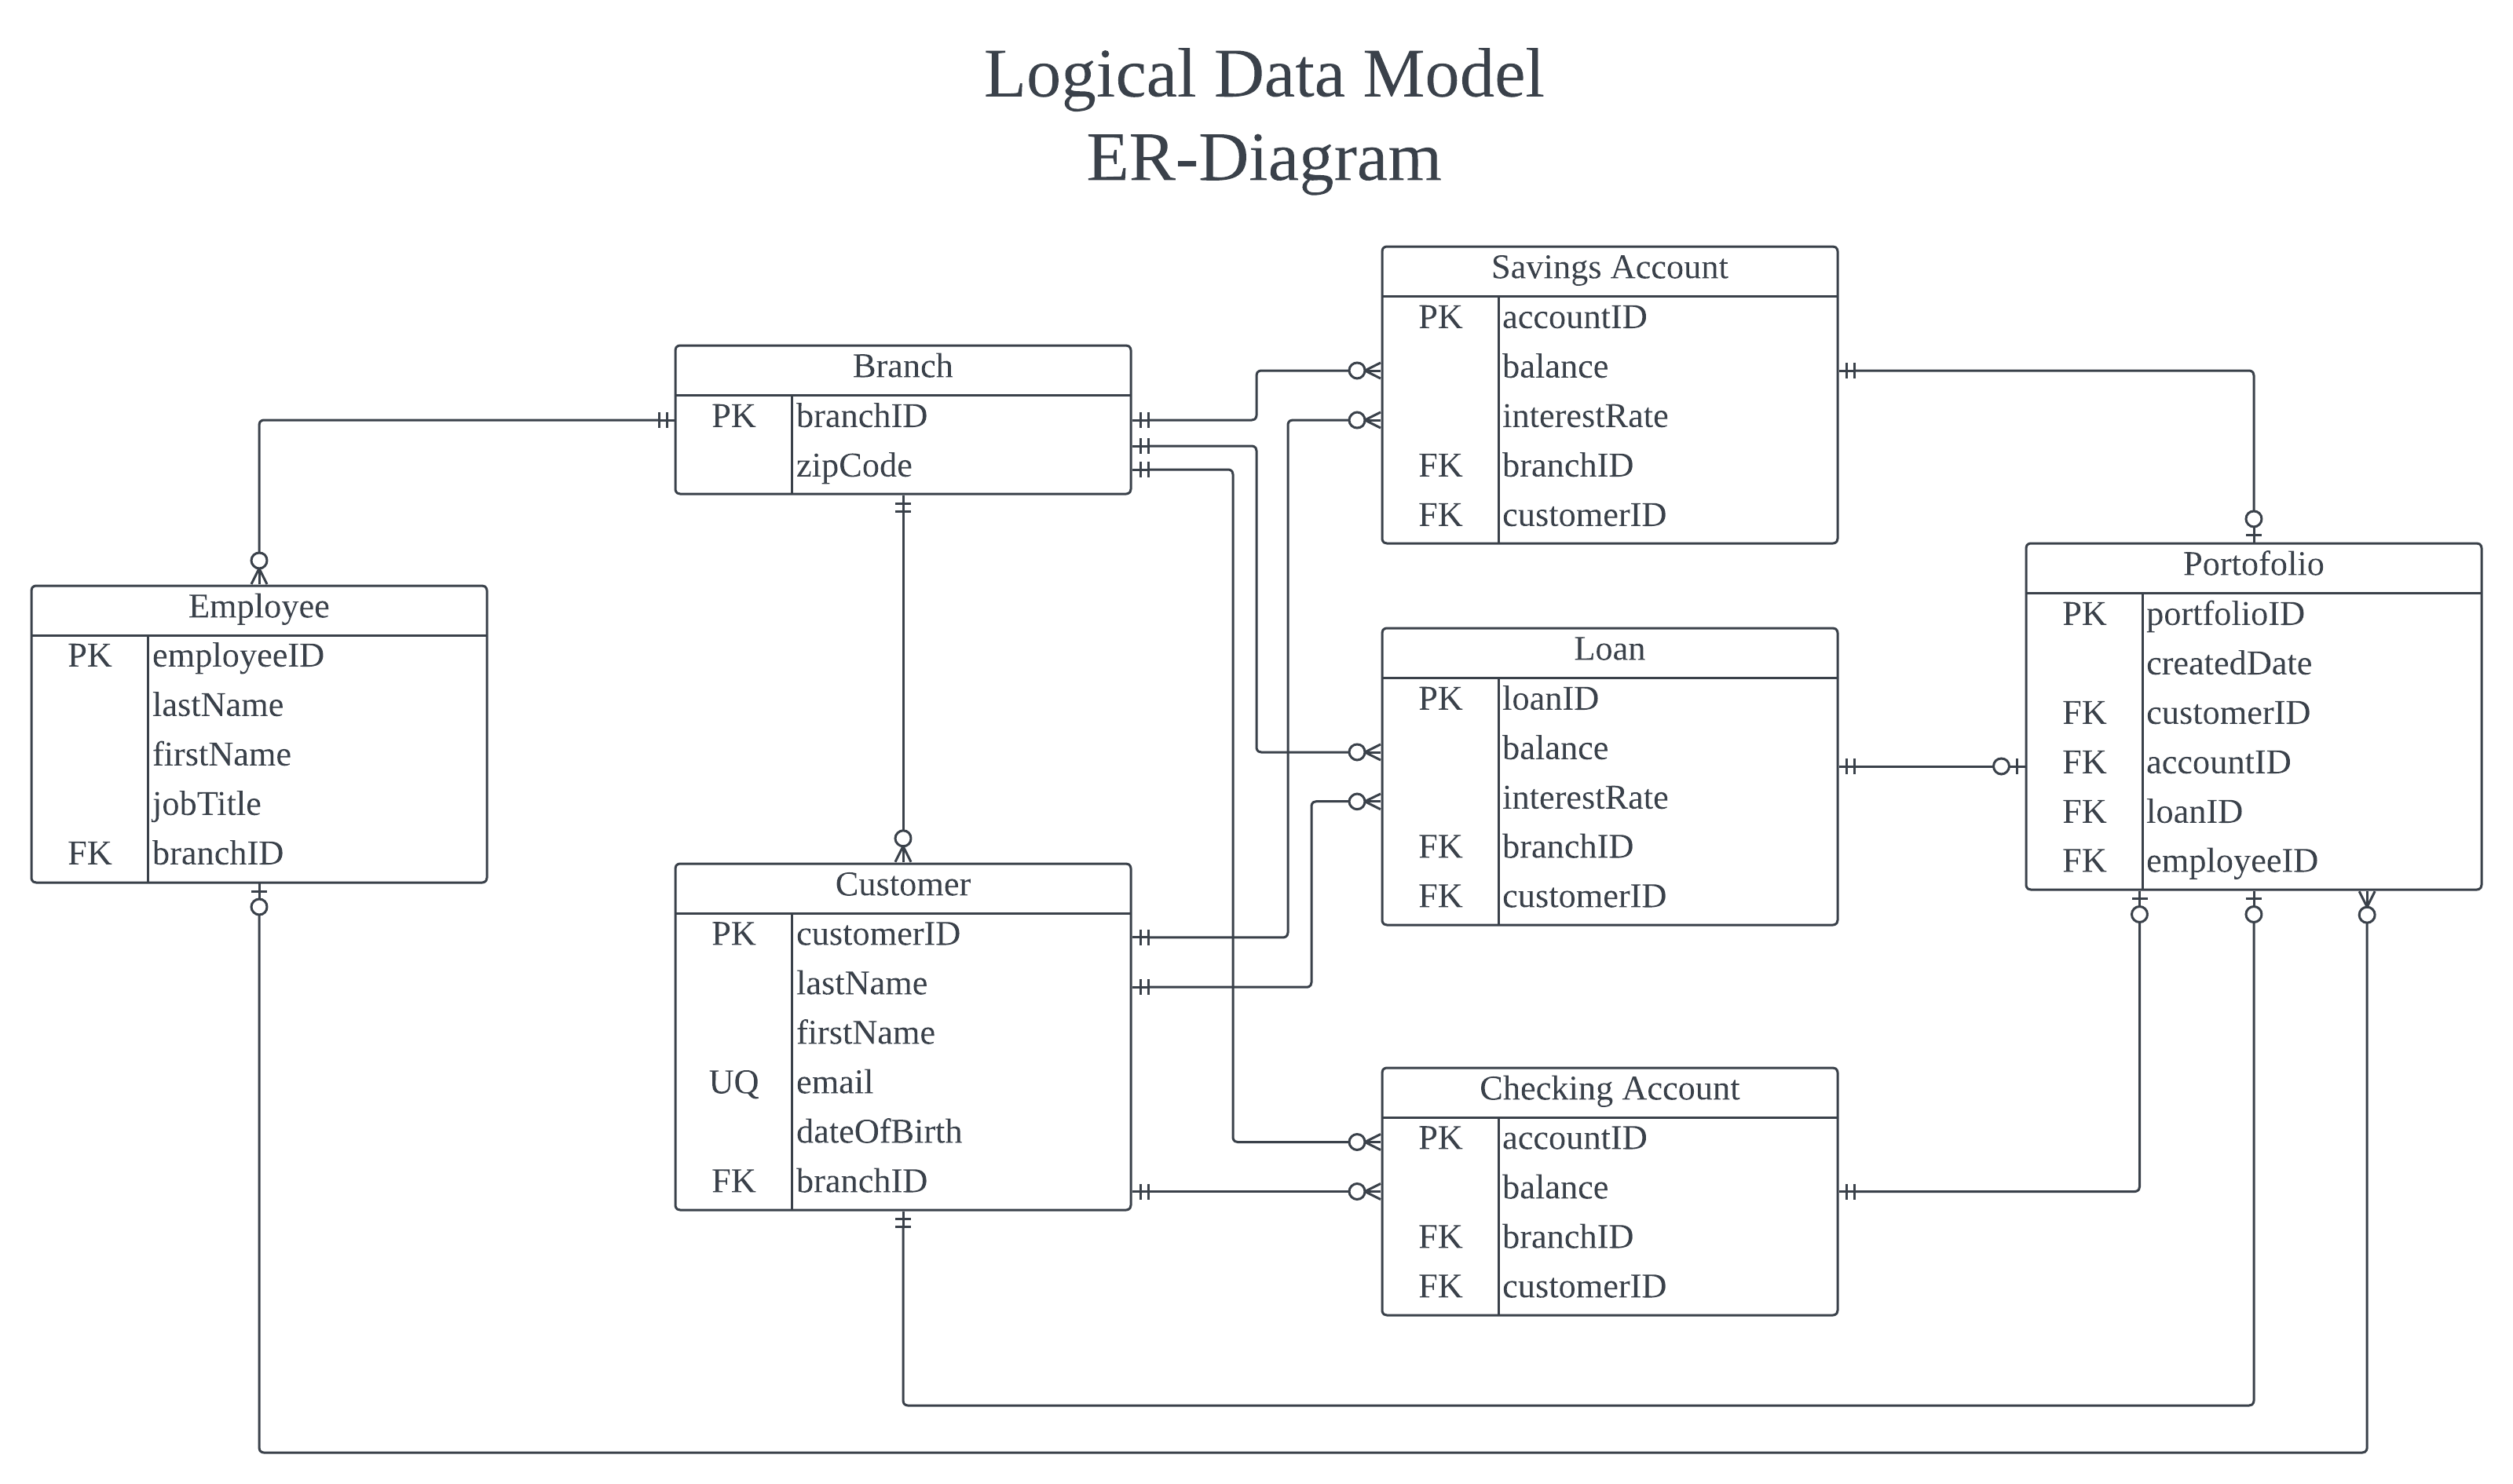 Logical Data Model
ER-Diagram
Savings Account
PK accountID
balance
interestRate
FK branchID
FK customerID
Branch
PK branchID
zipCode
Employee
PK employeeID
lastName
firstName
jobTitle
FK branchID
Customer
PK customerID
lastName
firstName
UQ email
dateOfBirth
FK branchID
Loan
PK loanID
balance
interestRate
FK branchID
FK customerID
Checking Account
PK accountID
balance
FK branchID
FK customerID
Portofolio
PK portfolioID
createdDate
FK customerID
FK accountID
FK loanID
FK employeeID